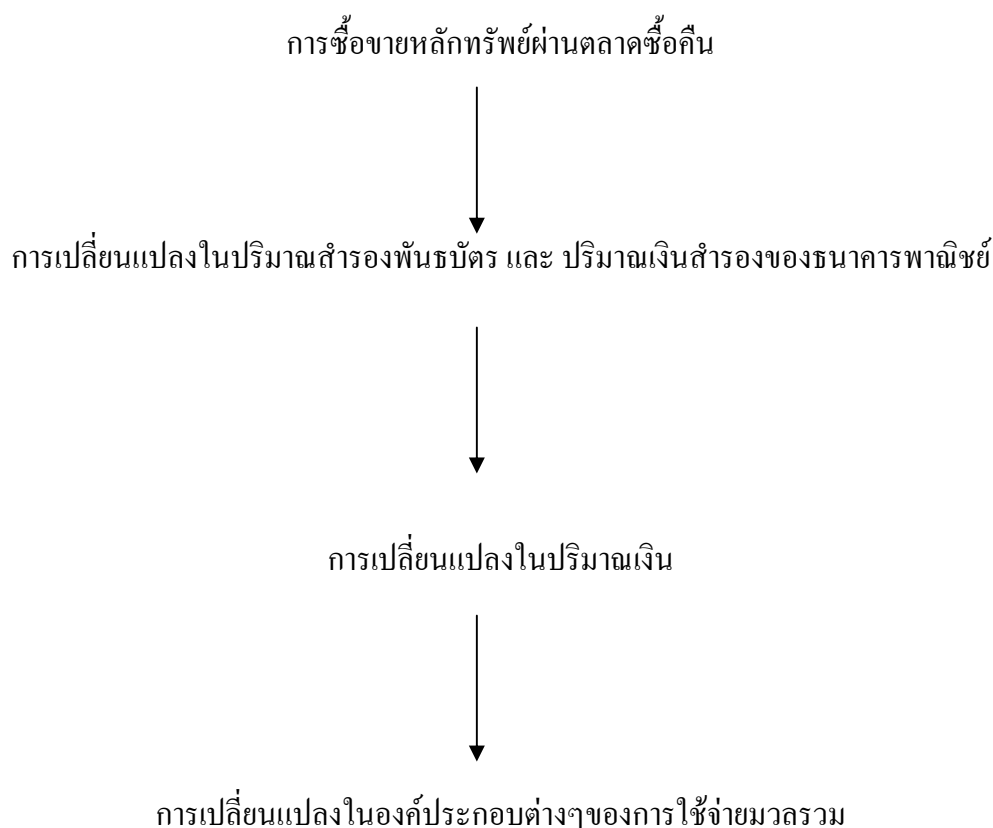 การซื้อขายหลักทรัพย์ผ่านตลาดซื้อคืน
การเปลี่ยนแปลงในปริมาณสำรองพันธบัตร และ ปริมาณเงินสำรองของธนาคารพาณิชย์
การเปลี่ยนแปลงในปริมาณเงิน
การเปลี่ยนแปลงในองค์ประกอบต่างๆของการใช้จ่ายมวลรวม